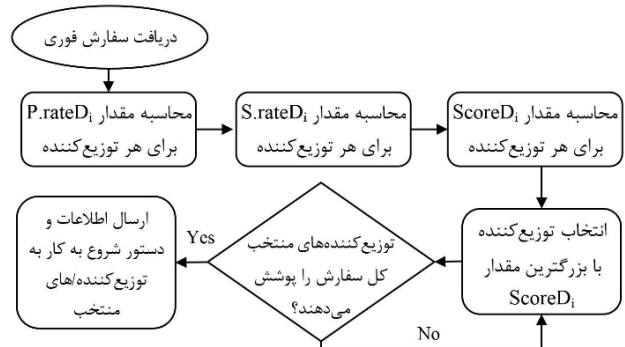 دریافت سفارش فوری
محاسبه مقدار P.rateDi
برای هر توزیع‌کننده
محاسبه مقدار S.rateDi
برای هر توزیع‌کننده
محاسبه مقدار ScoreDi
برای هر توزیع‌کننده
انتخاب توزیع‌کننده
با بزرگترین مقدار
ScoreDi
توزیع‌کننده‌های منتخب
کل سفارش را پوشش
می‌دهند؟
Yes
ارسال اطلاعات و
دستور شروع به کار به
توزیع‌کننده/های
منتخب
No